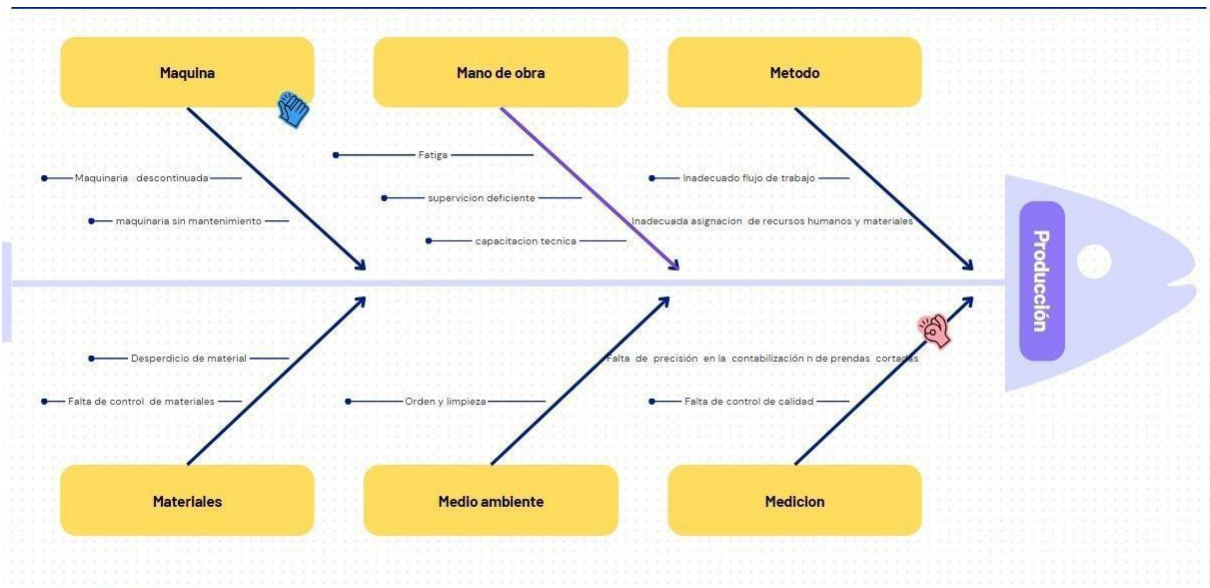 Maquina
Mano de obra
Metodo
Fatiga
Maquinaria descontinuada
Inadecuado flujo de trabajo
supervicion deficiente
maquinaria sin mantenimiento
Inadecuada asignacion de recursos humanos y materiales
capacitacion tecnica
Producción
Desperdicio de material
Falta de precisión en la contabilización n de prendas cortadas
Falta de control de materiales
Orden y limpieza
Falta de control de calidad
Materiales
Medio ambiente
Medicion